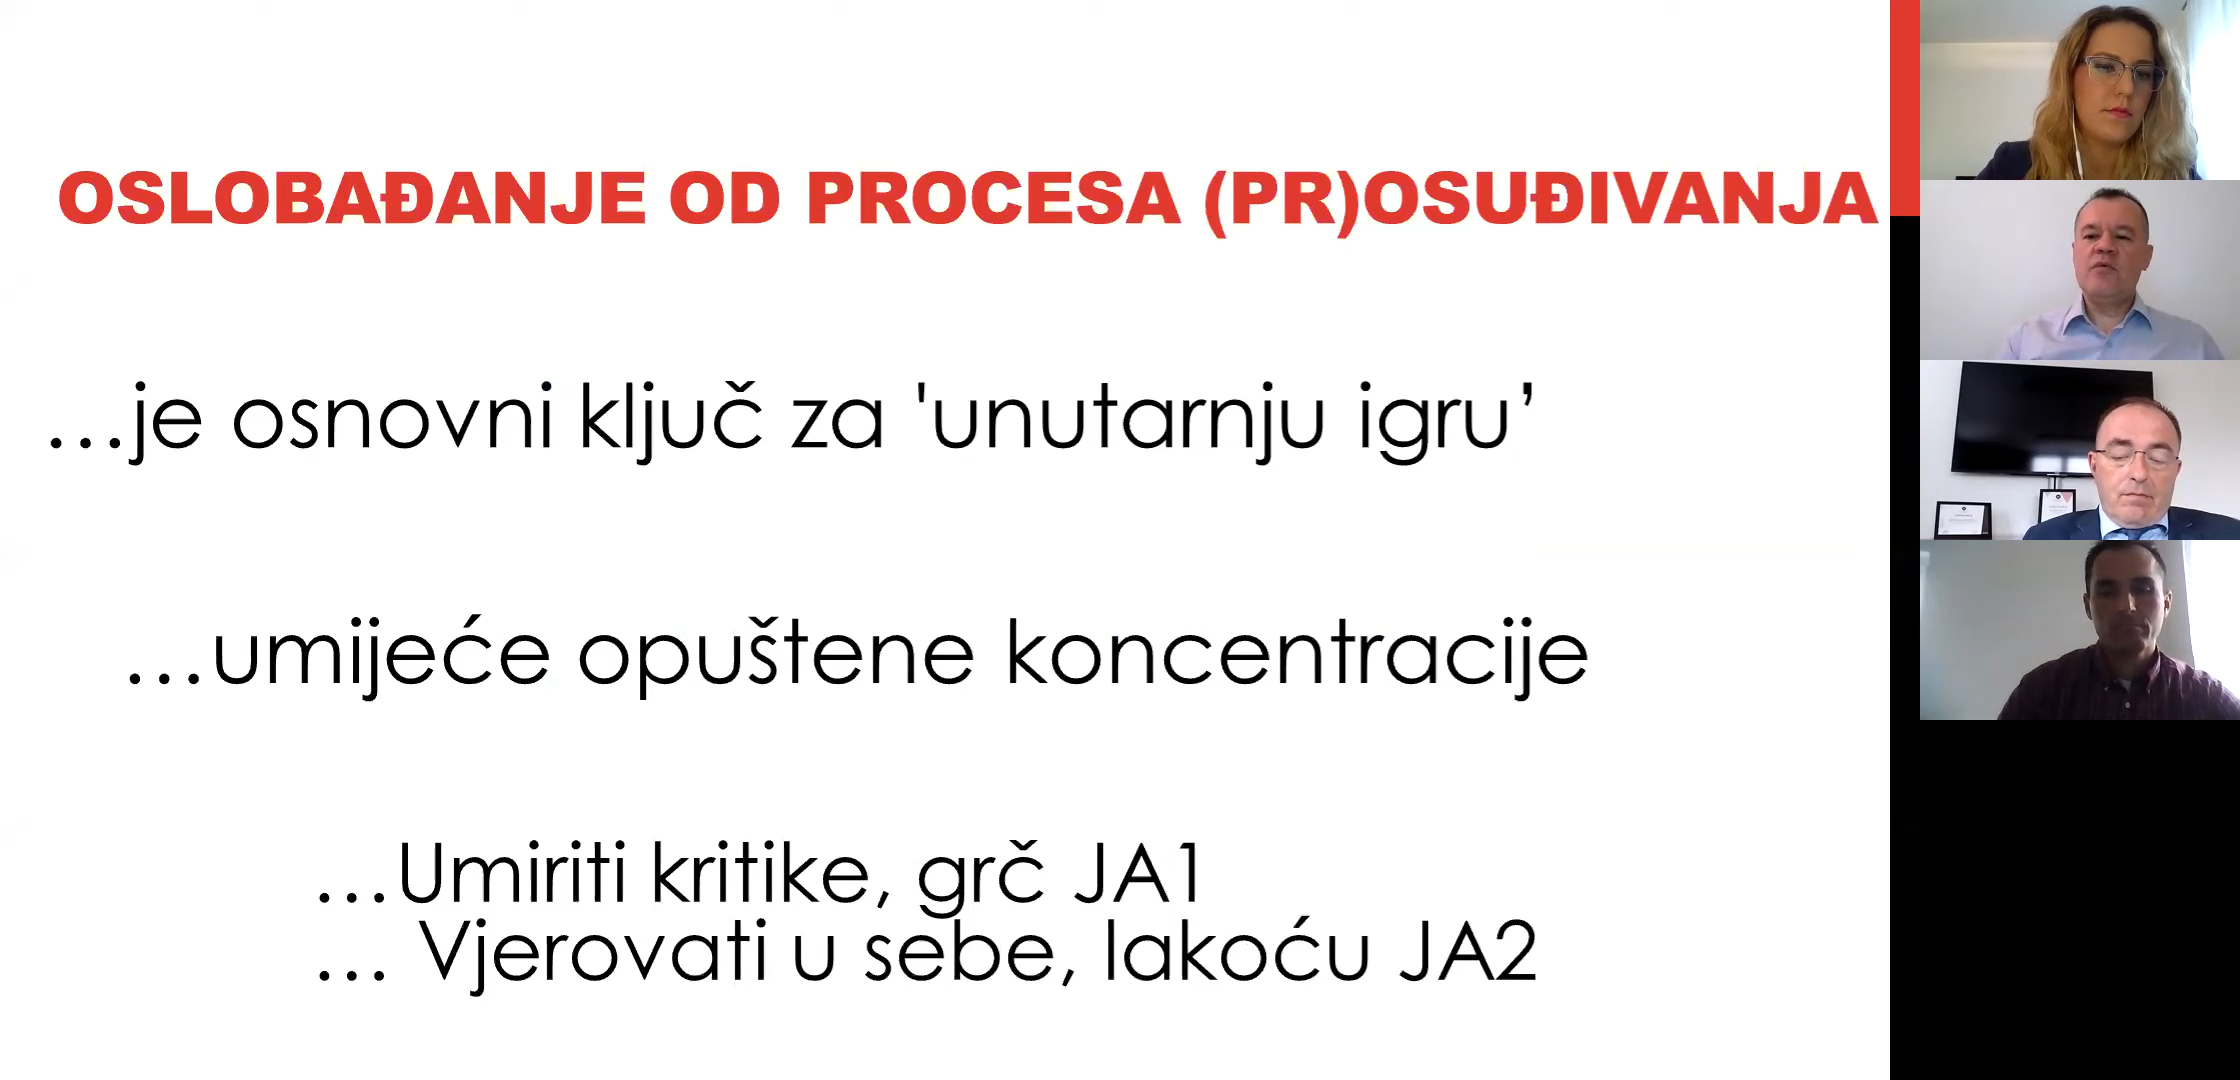 OSLOBAĐANJE OD PROCESA (PR)OSUĐIVANJA
...je osnovni ključ za 'unutarnju igru’
...umijeće opuštene koncentracije
...Umiriti kritike, grč JA1
... Vjerovati u sebe, lakoću JA2